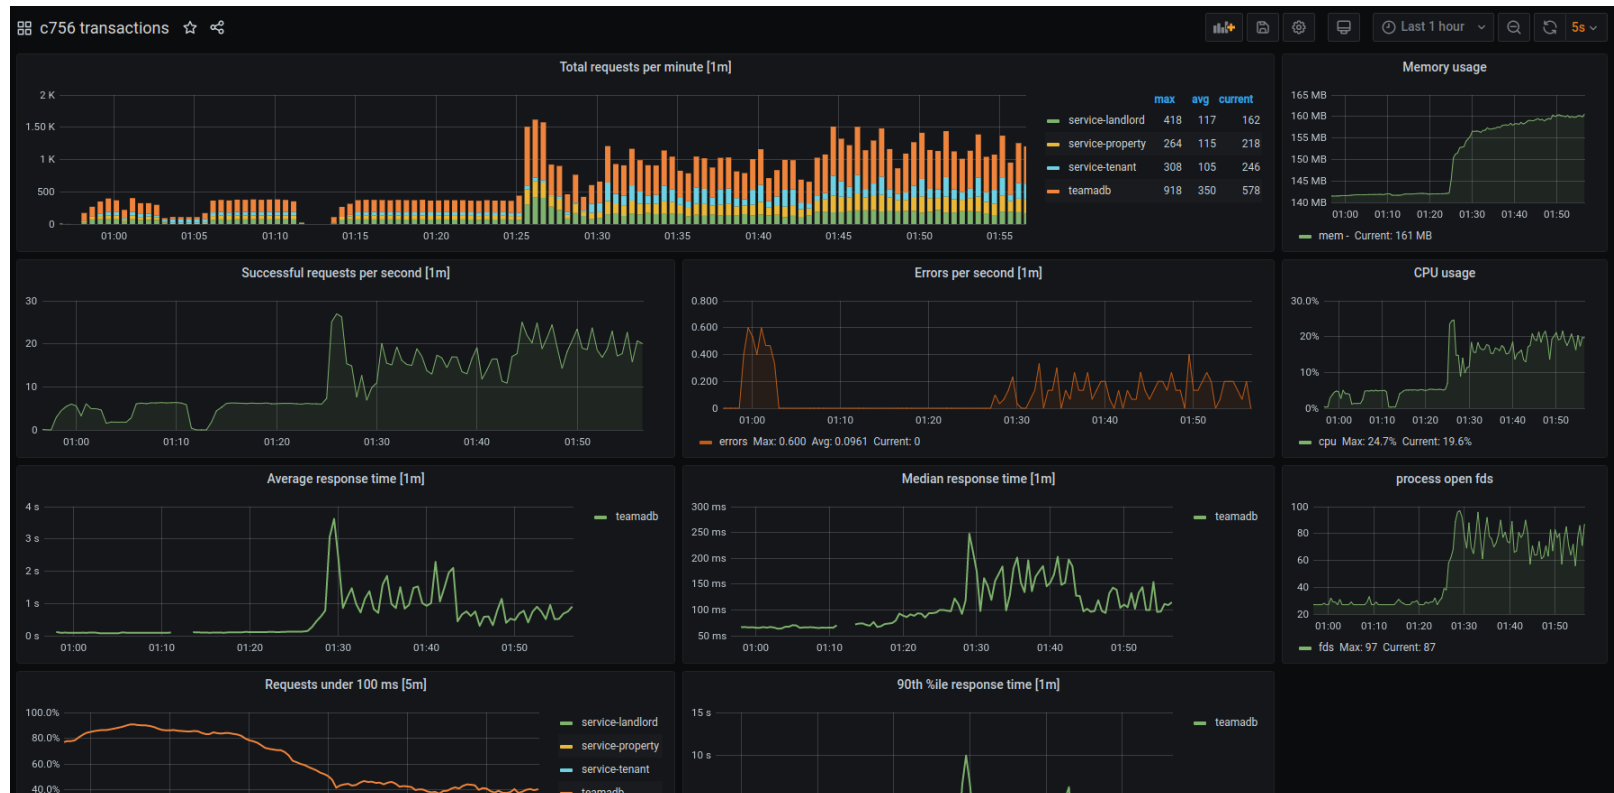 c756 transactions
Last 1 hour
5s
Total requests per minute [1m]
2 K
1.50 K
1 K
500
0
01:00 01:05 01:10 01:15 01:20 01:25 01:30 01:35 01:40 01:45 01:50 01:55
max avg current
service-landlord 418 117 162
service-property 264 115 218
service-tenant 308 105 246
teamadb 918 350 578
Memory usage
165 MB
160 MB
155 MB
150 MB
145 MB
140 MB
01:00 01:10 01:20 01:30 01:40 01:50
mem - Current: 161 MB
Successful requests per second [1m]
30
20
10
0
01:00 01:10 01:20 01:30 01:40 01:50
Errors per second [1m]
0.800
0.600
0.400
0.200
0
01:00 01:10 01:20 01:30 01:40 01:50
errors Max: 0.600 Avg: 0.0961 Current: 0
CPU usage
30.0%
20%
10%
0%
01:00 01:10 01:20 01:30 01:40 01:50
cpu Max: 24.7% Current: 19.6%
Average response time [1m]
4 s
3 s
2 s
1 s
0 s
01:00 01:10 01:20 01:30 01:40 01:50
teamadb
Median response time [1m]
300 ms
250 ms
200 ms
150 ms
100 ms
50 ms
01:00 01:10 01:20 01:30 01:40 01:50
teamadb
process open fds
100
80
60
40
20
01:00 01:10 01:20 01:30 01:40 01:50
fds Max: 97 Current: 87
Requests under 100 ms [5m]
100.0%
80.0%
60.0%
40.0%
service-landlord
service-property
service-tenant
teamadb
90th %ile response time [1m]
15 s
10 s
teamadb